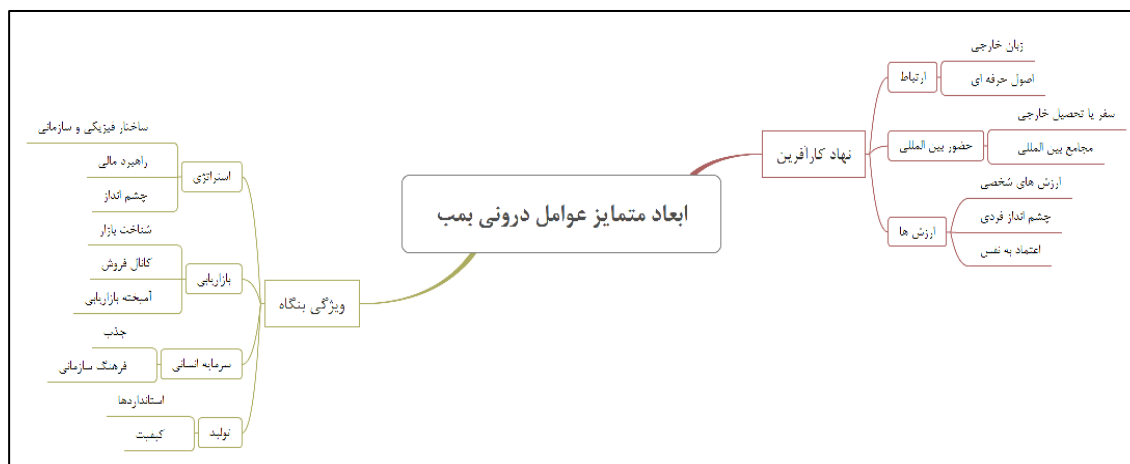 ابعاد متمایز عوامل درونی بمب
نهاد کارآفرین
ارتباط
زبان خارجی
اصول حرفه ای
حضور بین المللی
سفر یا تحصیل خارجی
مجامع بین المللی
ارزش ها
ارزش های شخصی
چشم انداز فردی
اعتماد به نفس
ویژگی بنگاه
استراتژی
ساختار فیزیکی و سازمانی
راهبرد مالی
چشم انداز
بازاریابی
شناخت بازار
کانال فروش
آمیخته بازاریابی
سرمایه انسانی
جذب
فرهنگ سازمانی
تولید
استانداردها
کیفیت